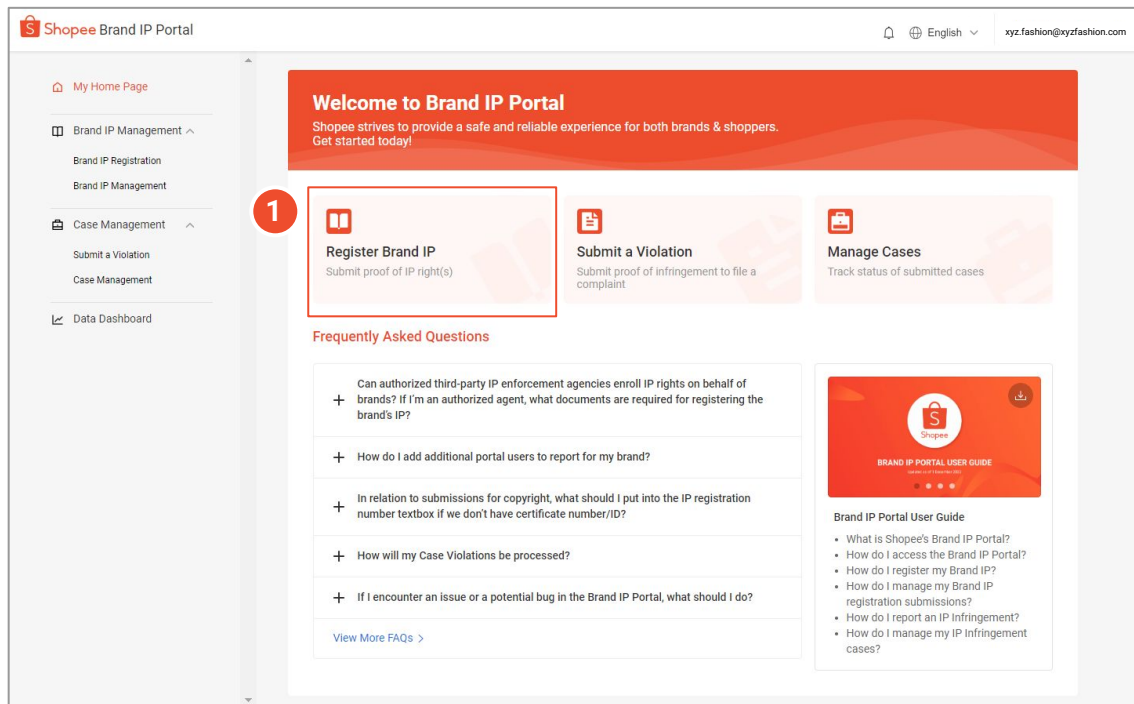 Shopee Brand IP Portal
English
xyz.fashion@xyzfashion.com
My Home Page
Brand IP Management
Brand IP Registration
Brand IP Management
Case Management
Submit a Violation
Case Management
Data Dashboard
Welcome to Brand IP Portal
Shopee strives to provide a safe and reliable experience for both brands & shoppers.
Get started today!
1
Register Brand IP
Submit proof of IP right(s)
Submit a Violation
Submit proof of infringement to file a
complaint
Manage Cases
Track status of submitted cases
Frequently Asked Questions
Can authorized third-party IP enforcement agencies enroll IP rights on behalf of
brands? If I'm an authorized agent, what documents are required for registering the
brand's IP?
How do I add additional portal users to report for my brand?
In relation to submissions for copyright, what should I put into the IP registration
number textbox if we don't have certificate number/ID?
How will my Case Violations be processed?
If I encounter an issue or a potential bug in the Brand IP Portal, what should I do?
View More FAQs >
Shopee
BRAND IP PORTAL USER GUIDE
Brand IP Portal User Guide
• What is Shopee's Brand IP Portal?
• How do I access the Brand IP Portal?
• How do I register my Brand IP?
• How do I manage my Brand IP
registration submissions?
• How do I report an IP Infringement?
• How do I manage my IP Infringement
cases?